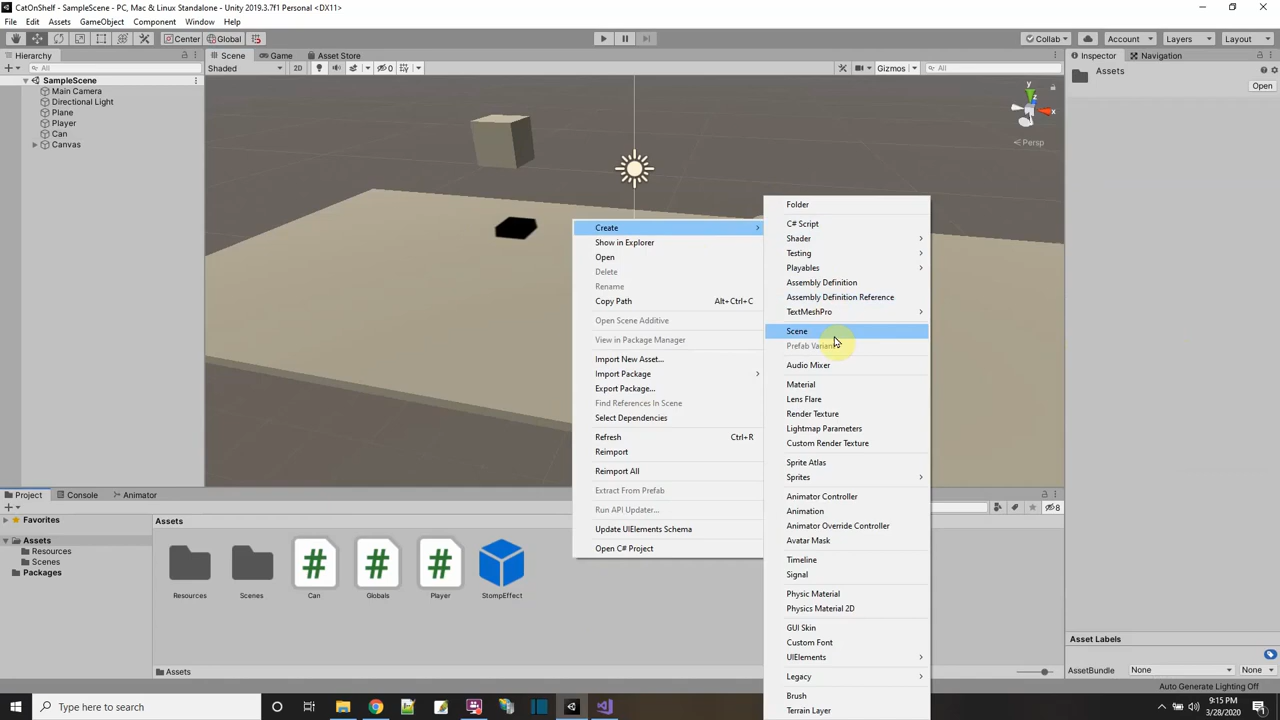 CatOnShelf - SampleScene - PC, Mac & Linux Standalone - Unity 2019.3.7f1 Personal <DX11>
File Edit Assets GameObject Component Window Help
Center Global Collab Account Layers Layout
Hierarchy Scene Game Asset Store Inspector Navigation
All Shaded 2D 0 Gizmos All Assets
Open
SampleScene
Main Camera
Directional Light
Plane
Player
Can
Canvas
y
x
z
Persp
Create
Show in Explorer
Open
Delete
Rename
Copy Path Alt+Ctrl+C
Open Scene Additive
View in Package Manager
Import New Asset...
Import Package
Export Package...
Find References In Scene
Select Dependencies
Refresh Ctrl+R
Reimport
Reimport All
Extract From Prefab
Run API Updater...
Update UIElements Schema
Open C# Project
Folder
C# Script
Shader
Testing
Playables
Assembly Definition
Assembly Definition Reference
TextMeshPro
Scene
Prefab Variant
Audio Mixer
Material
Lens Flare
Render Texture
Lightmap Parameters
Custom Render Texture
Sprite Atlas
Sprites
Animator Controller
Animation
Animator Override Controller
Avatar Mask
Timeline
Signal
Physic Material
Physics Material 2D
GUI Skin
Custom Font
UIElements
Legacy
Brush
Terrain Layer
Project Console Animator
8
Favorites
Assets
Resources
Scenes
Packages
Assets
# # #
Resources Scenes Can Globals Player StompEffect
Assets
Asset Labels
AssetBundle None None
Auto Generate Lighting Off
Type here to search
9:15 PM
3/28/2020
1